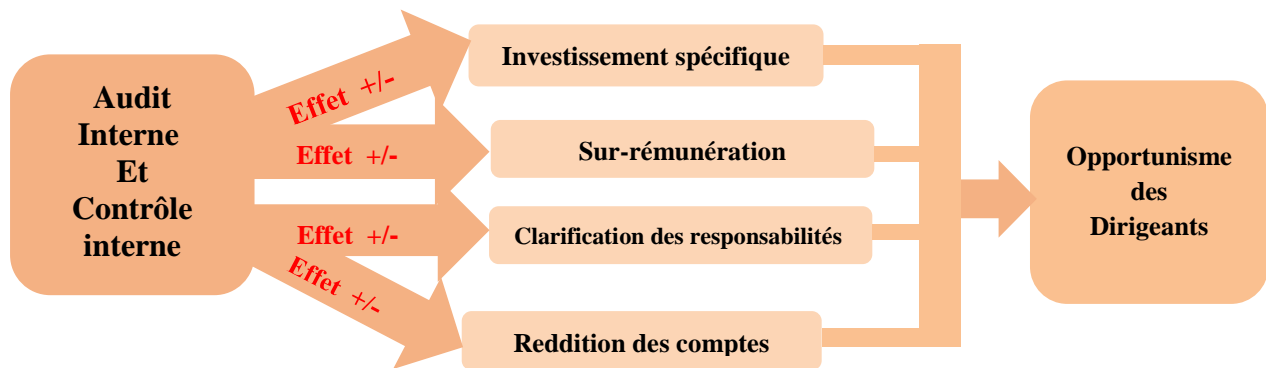 Audit
Interne
Et
Contrôle
interne
Effet +/-
Effet +/-
Effet +/-
Effet +/-
Investissement spécifique
Sur-rémunération
Clarification des responsabilités
Reddition des comptes
Opportunisme
des
Dirigeants